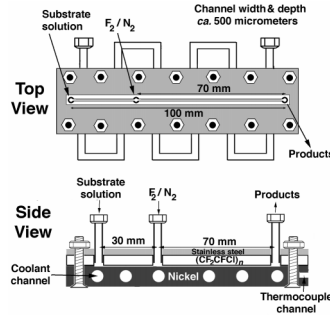 Substrate
solution
F2 / N2
Channel width & depth
ca. 500 micrometers
Top
View
70 mm
100 mm
Products
Side
View
Substrate
solution
F2 / N2
Products
30 mm
70 mm
Stainless steel
(CF2CFCl)n
Coolant
channel
Nickel
Thermocouple
channel